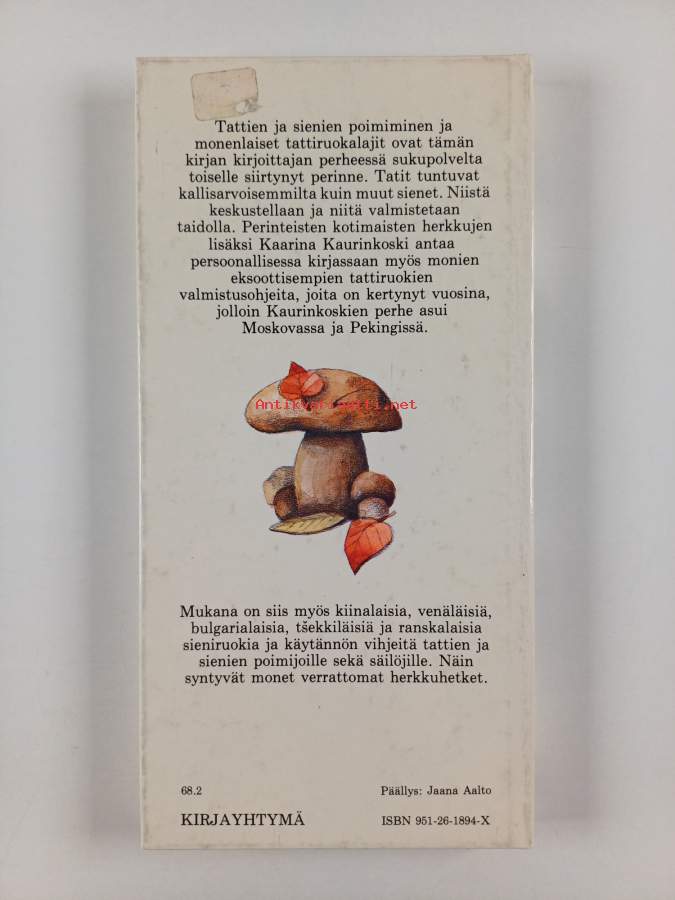 Tattien ja sienien poimiminen ja
monenlaiset tattiruokalajit ovat tämän
kirjan kirjoittajan perheessä sukupolvelta
toiselle siirtynyt perinne. Tatit tuntuvat
kallisarvoisemmilta kuin muut sienet. Niistä
keskustellaan ja niitä valmistetaan
taidolla. Perinteisten kotimaisten herkkujen
lisäksi Kaarina Kaurinkoski antaa
persoonallisessa kirjassaan myös monien
eksoottisempien tattiruokien
valmistusohjeita, joita on kertynyt vuosina,
jolloin Kaurinkoskien perhe asui
Moskovassa ja Pekingissä.
Antikvariaatti.net
Mukana on siis myös kiinalaisia, venäläisiä,
bulgarialaisia, tšekkiläisiä ja ranskalaisia
sieniruokia ja käytännön vihjeitä tattien ja
sienien poimijoille sekä säilöjille. Näin
syntyvät monet verrattomat herkkuhetket.
68.2
Päällys: Jaana Aalto
KIRJAYHTYMÄ
ISBN 951-26-1894-X